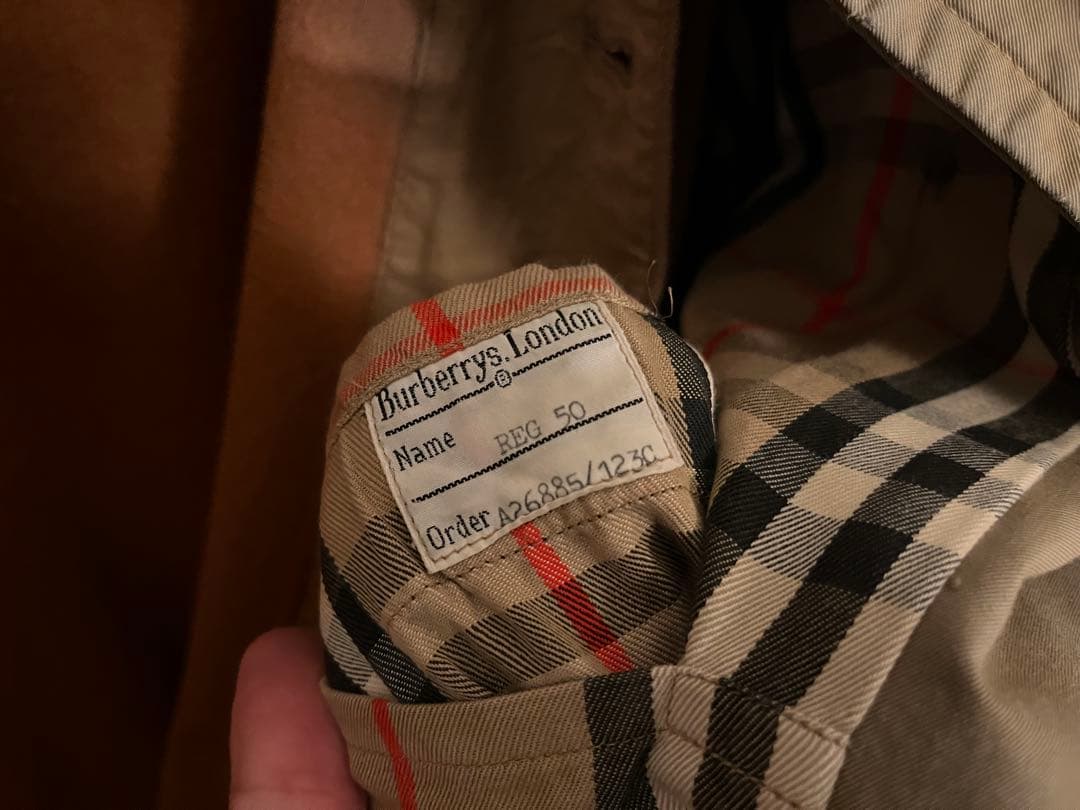 Burberrys. London
®
Name REG 50
Order A26885/123C